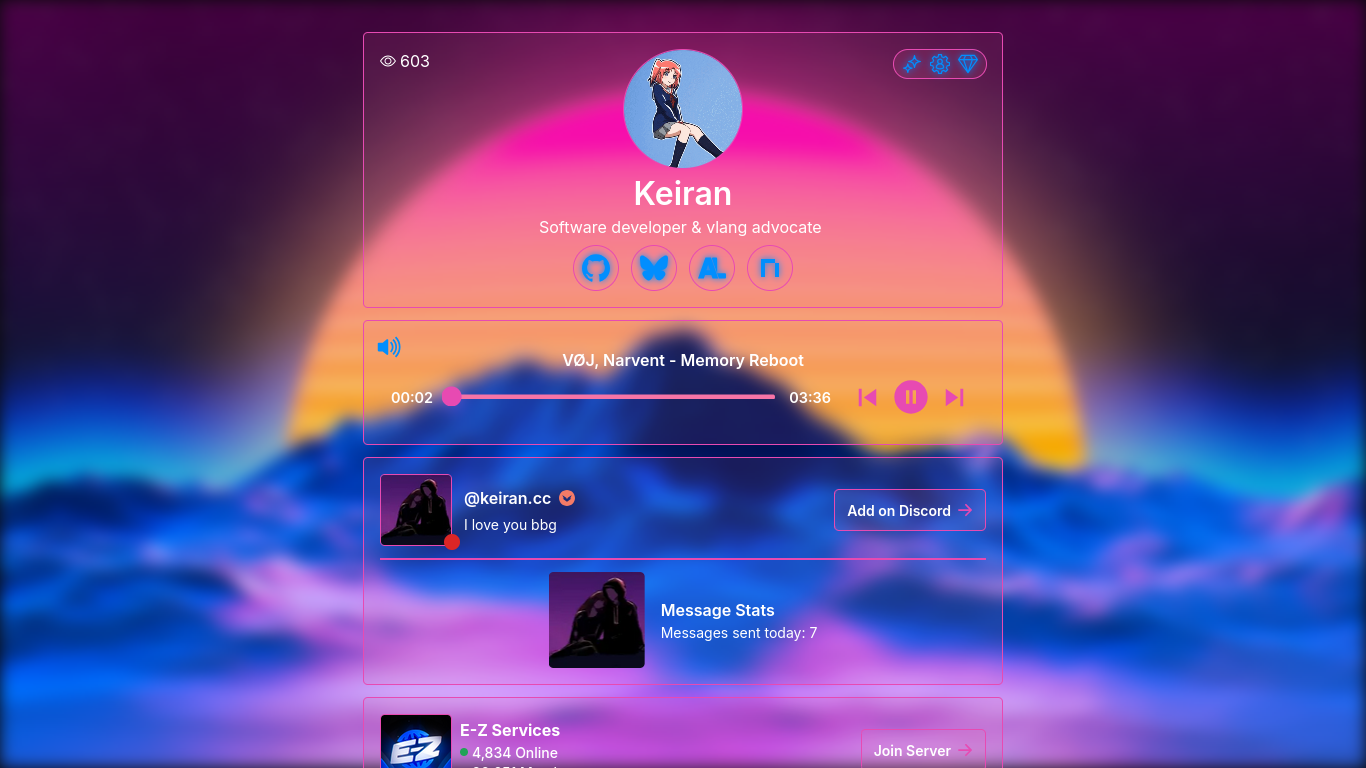 603
Keiran
Software developer & vlang advocate
VØJ, Narvent - Memory Reboot
00:02
03:36
@keiran.cc
I love you bbg
Add on Discord
Message Stats
Messages sent today: 7
E-Z
E-Z Services
4,834 Online
Join Server